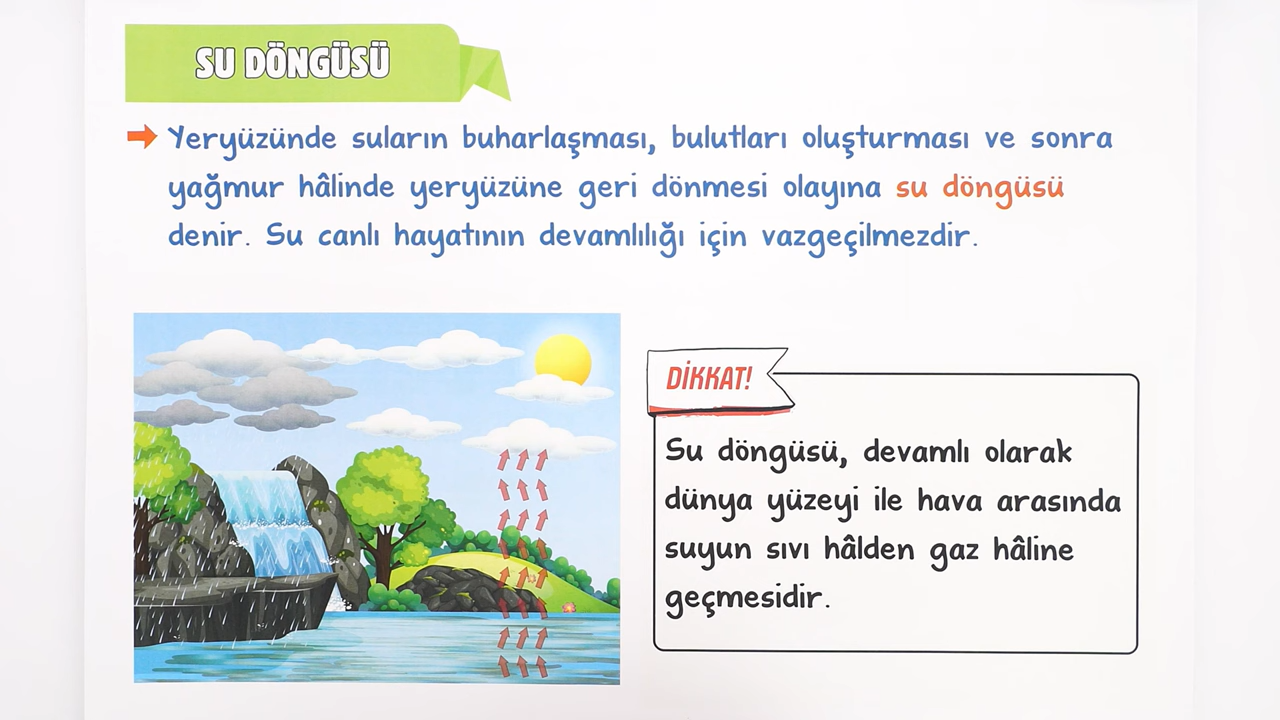 SU DÖNGÜSÜ
Yeryüzünde suların buharlaşması, bulutları oluşturması ve sonra
yağmur hâlinde yeryüzüne geri dönmesi olayına su döngüsü
denir. Su canlı hayatının devamlılığı için vazgeçilmezdir.
DİKKAT!
Su döngüsü, devamlı olarak
dünya yüzeyi ile hava arasında
suyun sıvı hâlden gaz hâline
geçmesidir.